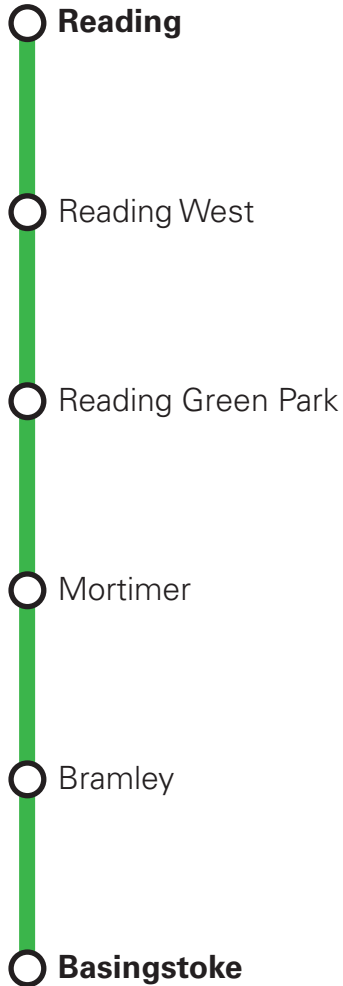 Reading
Reading West
Reading Green Park
Mortimer
Bramley
Basingstoke